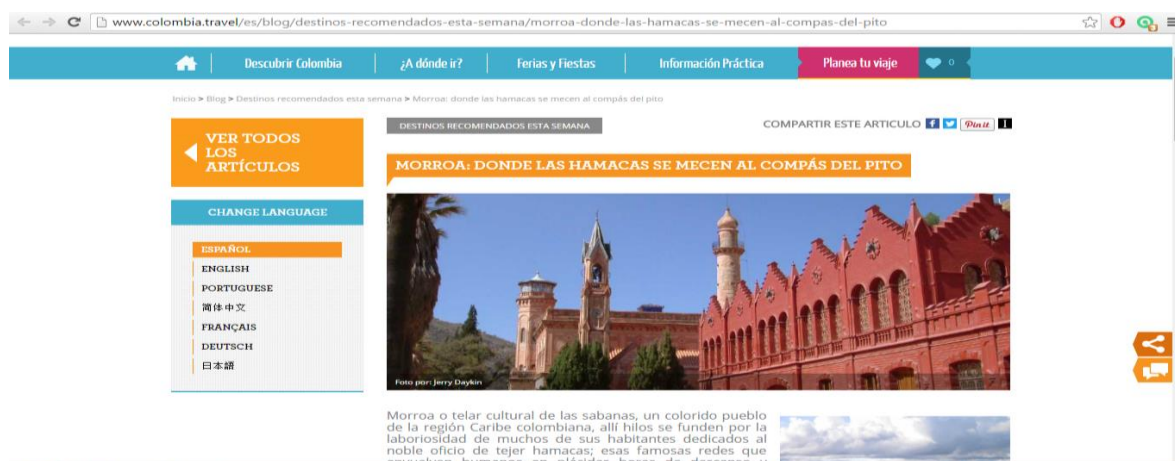 www.colombia.travel/es/blog/destinos-recomendados-esta-semana/morroa-donde-las-hamacas-se-mecen-al-compas-del-pito
Descubrir Colombia
¿A dónde ir?
Ferias y Fiestas
Información Práctica
Planea tu viaje
0
Inicio > Blog > Destinos recomendados esta semana > Morroa: donde las hamacas se mecen al compás del pito
VER TODOS
LOS
ARTÍCULOS
CHANGE LANGUAGE
ESPAÑOL
ENGLISH
PORTUGUESE
简体中文
FRANÇAIS
DEUTSCH
日本語
DESTINOS RECOMENDADOS ESTA SEMANA
COMPARTIR ESTE ARTICULO
Pin it
MORROA: DONDE LAS HAMACAS SE MECEN AL COMPÁS DEL PITO
Foto por: Jerry Daykin
Morroa o telar cultural de las sabanas, un colorido pueblo
de la región Caribe colombiana, allí hilos se funden por la
laboriosidad de muchos de sus habitantes dedicados al
noble oficio de tejer hamacas; esas famosas redes que